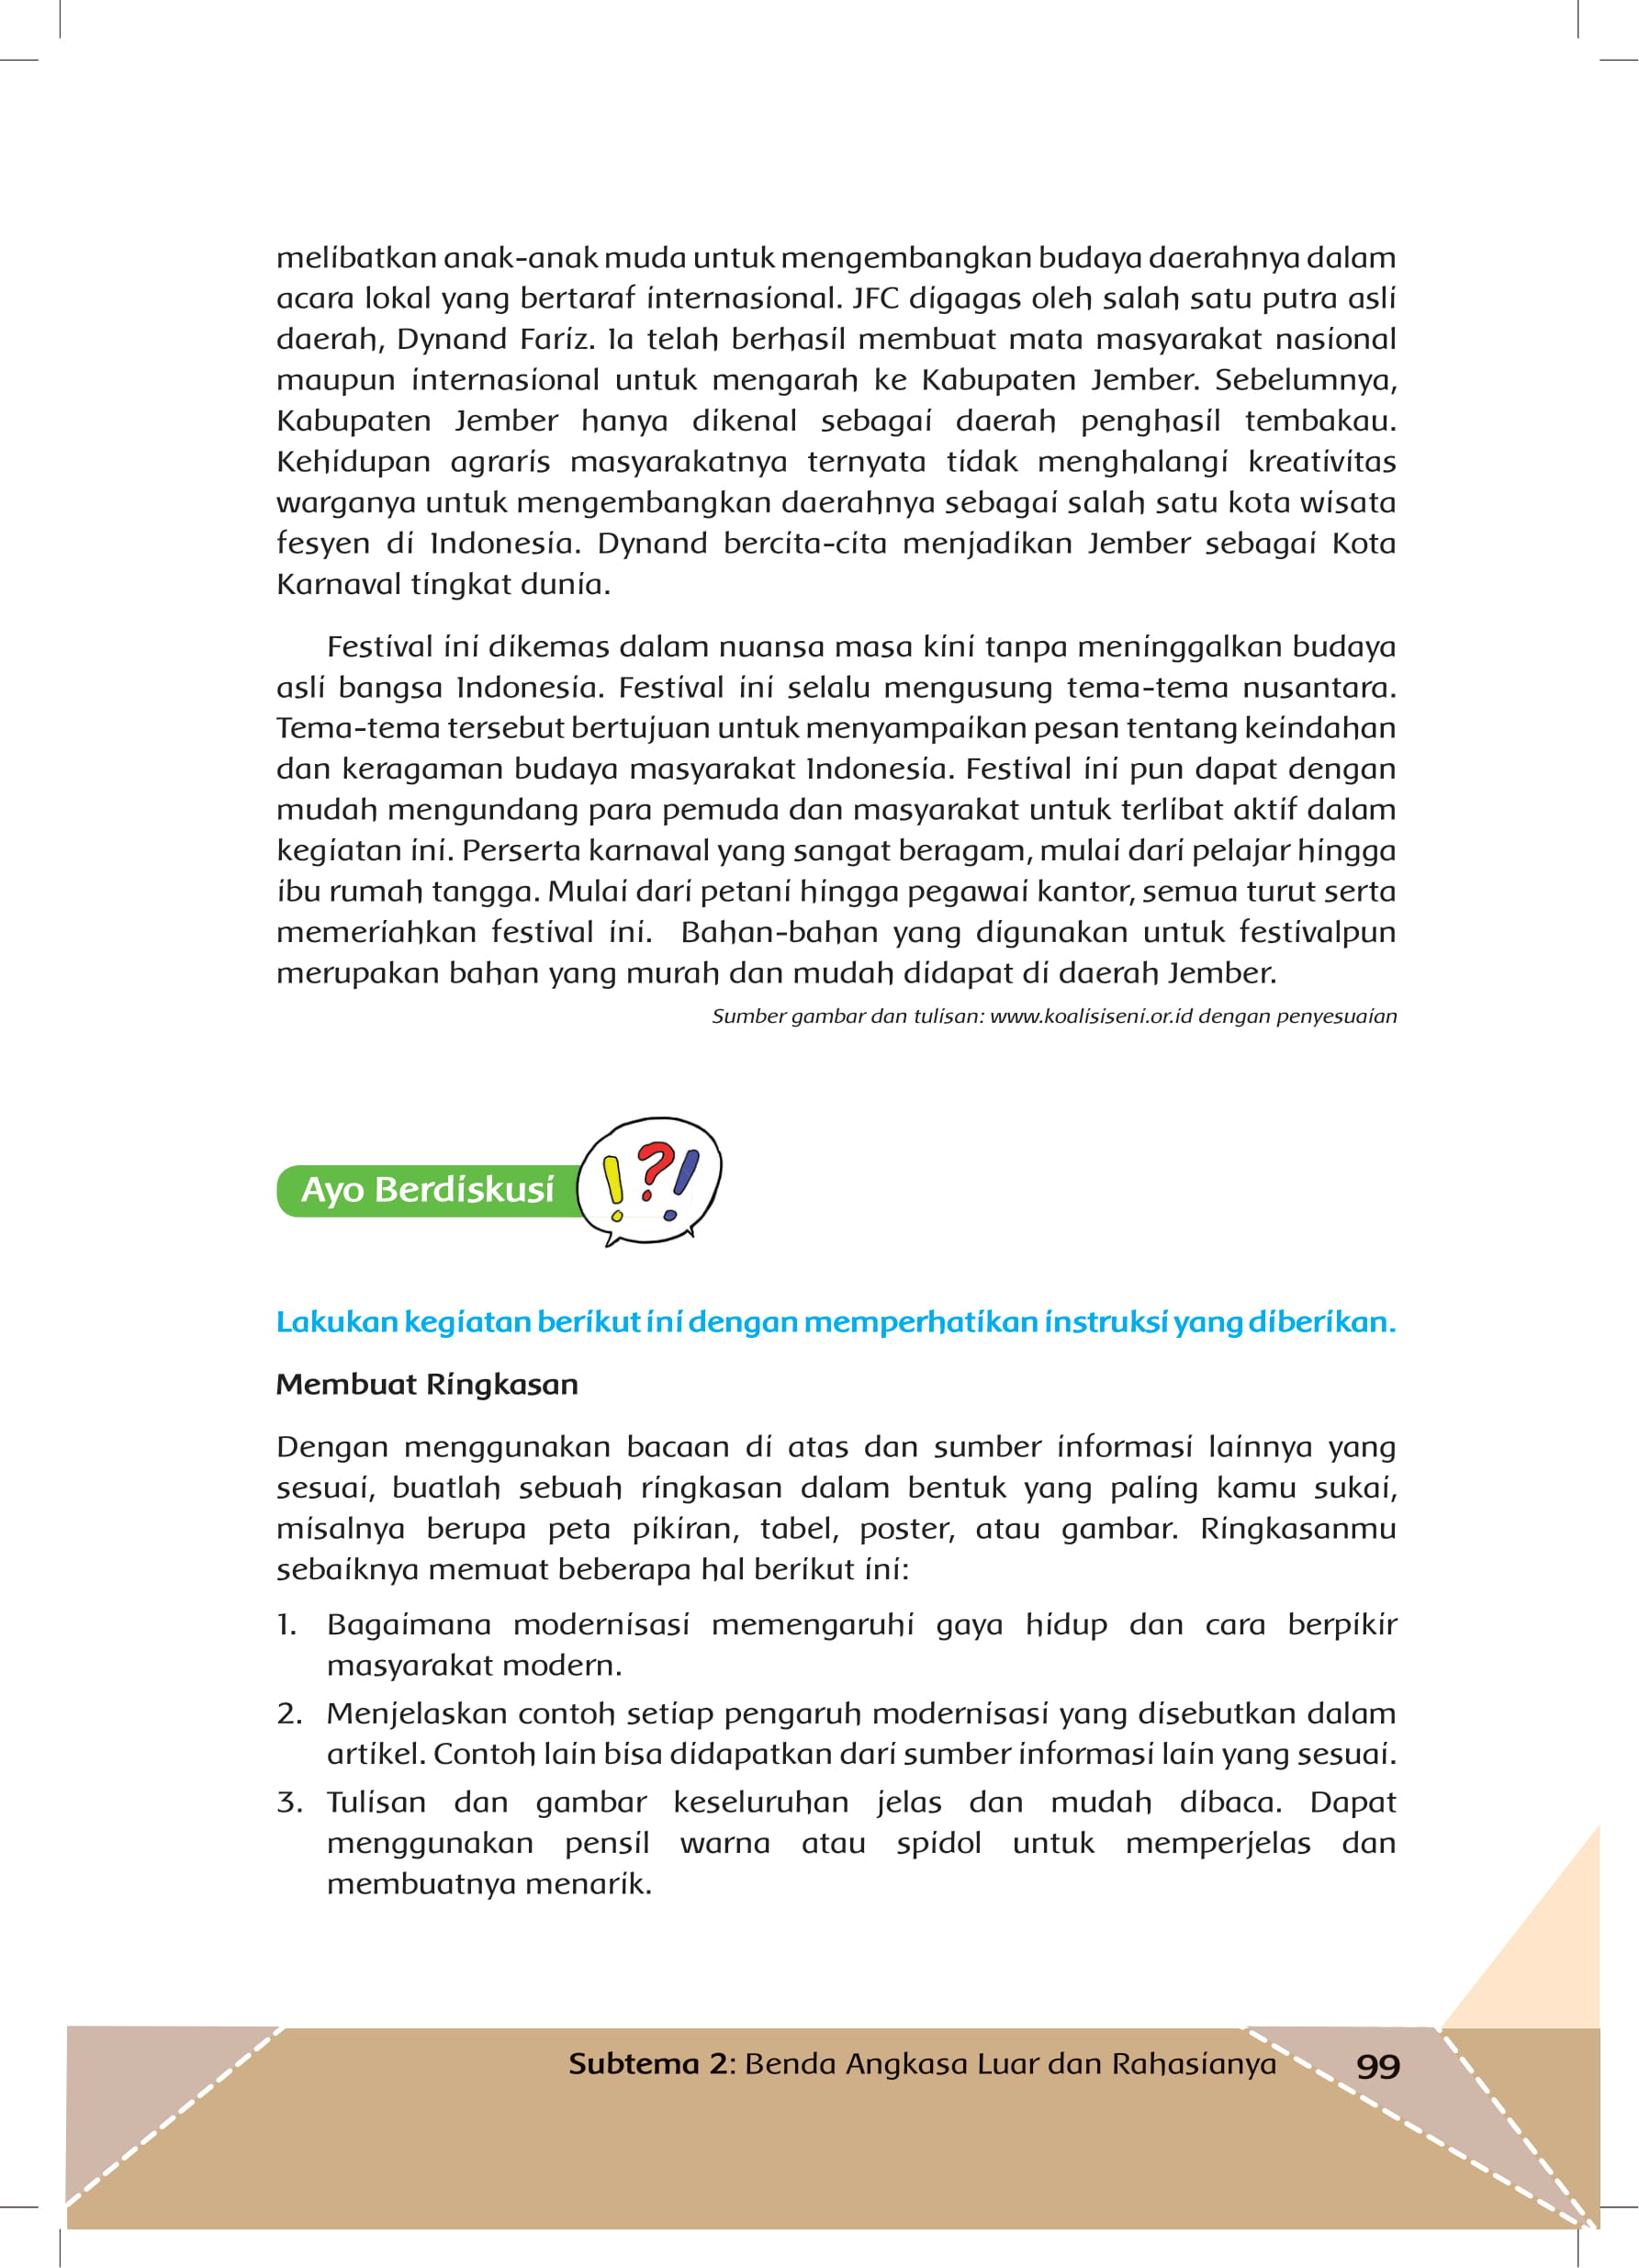 melibatkan anak-anak muda untuk mengembangkan budaya daerahnya dalam
acara lokal yang bertaraf internasional. JFC digagas oleh salah satu putra asli
daerah, Dynand Fariz. Ia telah berhasil membuat mata masyarakat nasional
maupun internasional untuk mengarah ke Kabupaten Jember. Sebelumnya,
Kabupaten Jember hanya dikenal sebagai daerah penghasil tembakau.
Kehidupan agraris masyarakatnya ternyata tidak menghalangi kreativitas
warganya untuk mengembangkan daerahnya sebagai salah satu kota wisata
fesyen di Indonesia. Dynand bercita-cita menjadikan Jember sebagai Kota
Karnaval tingkat dunia.
Festival ini dikemas dalam nuansa masa kini tanpa meninggalkan budaya
asli bangsa Indonesia. Festival ini selalu mengusung tema-tema nusantara.
Tema-tema tersebut bertujuan untuk menyampaikan pesan tentang keindahan
dan keragaman budaya masyarakat Indonesia. Festival ini pun dapat dengan
mudah mengundang para pemuda dan masyarakat untuk terlibat aktif dalam
kegiatan ini. Perserta karnaval yang sangat beragam, mulai dari pelajar hingga
ibu rumah tangga. Mulai dari petani hingga pegawai kantor, semua turut serta
memeriahkan festival ini. Bahan-bahan yang digunakan untuk festivalpun
merupakan bahan yang murah dan mudah didapat di daerah Jember.
Sumber gambar dan tulisan: www.koalisiseni.or.id dengan penyesuaian
Ayo Berdiskusi
!?!
Lakukan kegiatan berikut ini dengan memperhatikan instruksi yang diberikan.
Membuat Ringkasan
Dengan menggunakan bacaan di atas dan sumber informasi lainnya yang
sesuai, buatlah sebuah ringkasan dalam bentuk yang paling kamu sukai,
misalnya berupa peta pikiran, tabel, poster, atau gambar. Ringkasanmu
sebaiknya memuat beberapa hal berikut ini:
1. Bagaimana modernisasi memengaruhi gaya hidup dan cara berpikir
masyarakat modern.
2. Menjelaskan contoh setiap pengaruh modernisasi yang disebutkan dalam
artikel. Contoh lain bisa didapatkan dari sumber informasi lain yang sesuai.
3. Tulisan dan gambar keseluruhan jelas dan mudah dibaca. Dapat
menggunakan pensil warna atau spidol untuk memperjelas dan
membuatnya menarik.
Subtema 2: Benda Angkasa Luar dan Rahasianya 99